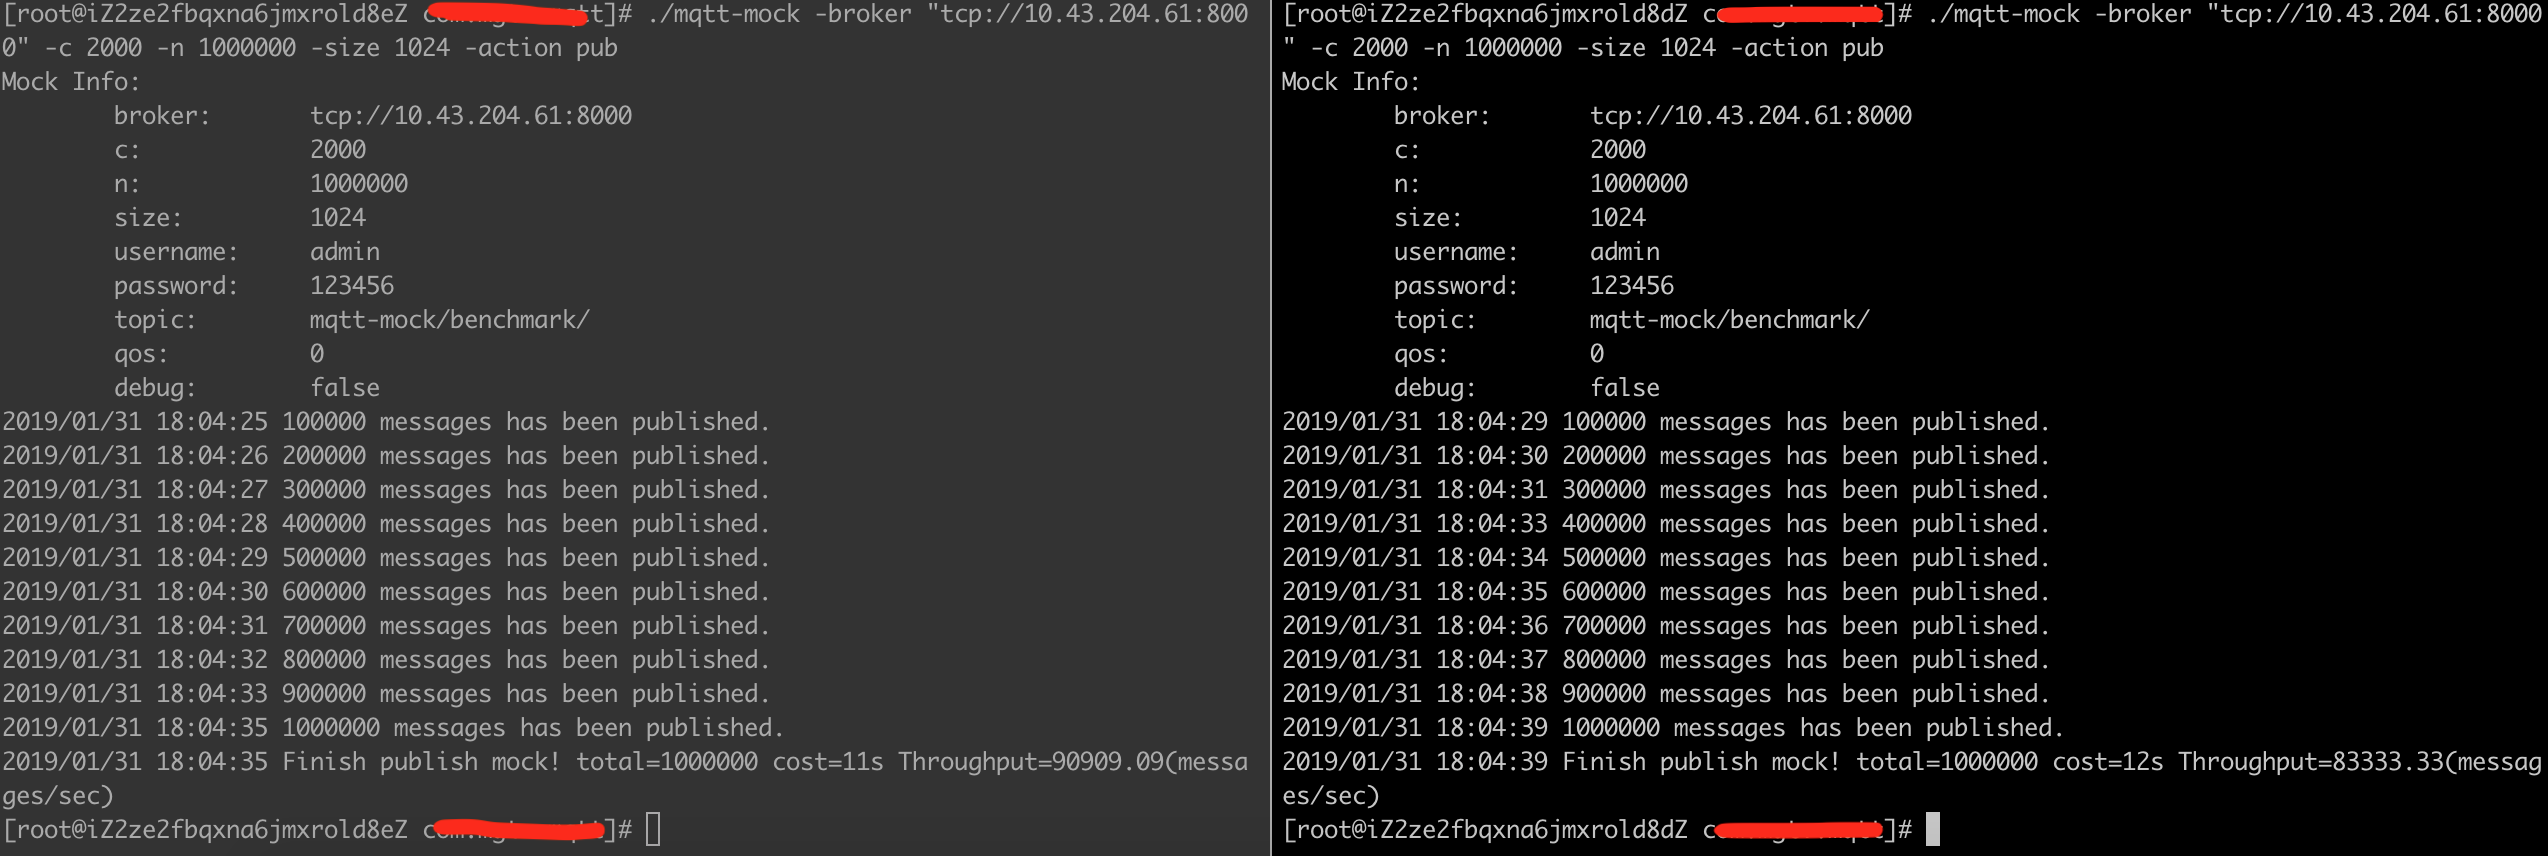 [root@iZ2ze2fbqxna6jmxrold8eZ ]# ./mqtt-mock -broker "tcp://10.43.204.61:800
0" -c 2000 -n 1000000 -size 1024 -action pub
Mock Info:
broker: tcp://10.43.204.61:8000
c: 2000
n: 1000000
size: 1024
username: admin
password: 123456
topic: mqtt-mock/benchmark/
qos: 0
debug: false
2019/01/31 18:04:25 100000 messages has been published.
2019/01/31 18:04:26 200000 messages has been published.
2019/01/31 18:04:27 300000 messages has been published.
2019/01/31 18:04:28 400000 messages has been published.
2019/01/31 18:04:29 500000 messages has been published.
2019/01/31 18:04:30 600000 messages has been published.
2019/01/31 18:04:31 700000 messages has been published.
2019/01/31 18:04:32 800000 messages has been published.
2019/01/31 18:04:33 900000 messages has been published.
2019/01/31 18:04:35 1000000 messages has been published.
2019/01/31 18:04:35 Finish publish mock! total=1000000 cost=11s Throughput=90909.09(messa
ges/sec)
[root@iZ2ze2fbqxna6jmxrold8eZ ]#
[root@iZ2ze2fbqxna6jmxrold8dZ ]# ./mqtt-mock -broker "tcp://10.43.204.61:8000
" -c 2000 -n 1000000 -size 1024 -action pub
Mock Info:
broker: tcp://10.43.204.61:8000
c: 2000
n: 1000000
size: 1024
username: admin
password: 123456
topic: mqtt-mock/benchmark/
qos: 0
debug: false
2019/01/31 18:04:29 100000 messages has been published.
2019/01/31 18:04:30 200000 messages has been published.
2019/01/31 18:04:31 300000 messages has been published.
2019/01/31 18:04:33 400000 messages has been published.
2019/01/31 18:04:34 500000 messages has been published.
2019/01/31 18:04:35 600000 messages has been published.
2019/01/31 18:04:36 700000 messages has been published.
2019/01/31 18:04:37 800000 messages has been published.
2019/01/31 18:04:38 900000 messages has been published.
2019/01/31 18:04:39 1000000 messages has been published.
2019/01/31 18:04:39 Finish publish mock! total=1000000 cost=12s Throughput=83333.33(messag
es/sec)
[root@iZ2ze2fbqxna6jmxrold8dZ ]#